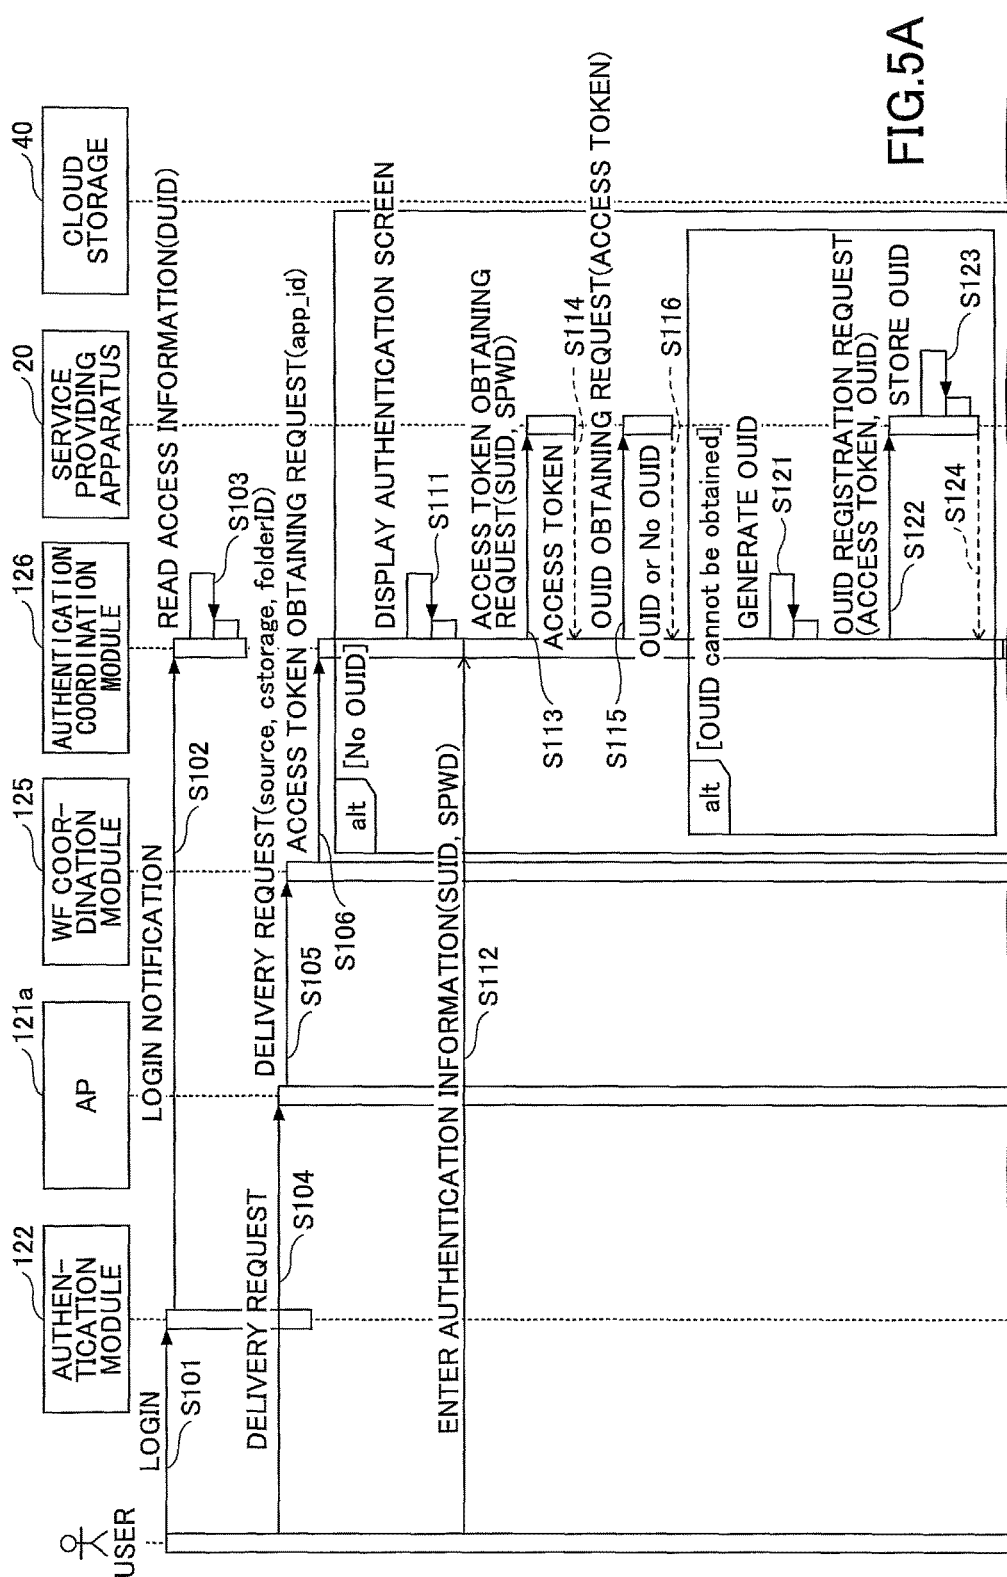 FIG.5A
USER
122
AUTHEN-
TICATION
MODULE
121a
AP
125
WF COOR-
DINATION
MODULE
126
AUTHENTICATION
COORDINATION
MODULE
20
SERVICE
PROVIDING
APPARATUS
40
CLOUD
STORAGE
LOGIN
S101
LOGIN NOTIFICATION
S102
READ ACCESS INFORMATION(DUID)
S103
DELIVERY REQUEST
S104
DELIVERY REQUEST(source, cstorage, folderID)
S105
ACCESS TOKEN OBTAINING REQUEST(app_id)
S106
alt
[No OUID]
DISPLAY AUTHENTICATION SCREEN
S111
ENTER AUTHENTICATION INFORMATION(SUID, SPWD)
S112
ACCESS TOKEN OBTAINING
REQUEST(SUID, SPWD)
S113
ACCESS TOKEN
S114
OUID OBTAINING REQUEST(ACCESS TOKEN)
S115
OUID or No OUID
S116
alt
[OUID cannot be obtained]
GENERATE OUID
S121
OUID REGISTRATION REQUEST
(ACCESS TOKEN, OUID)
S122
STORE OUID
S123
S124